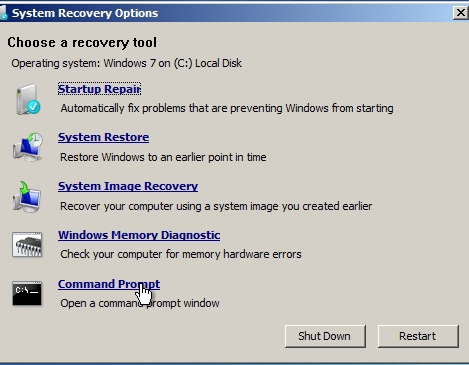 System Recovery Options
Choose a recovery tool
Operating system: Windows 7 on (C:) Local Disk
Startup Repair
Automatically fix problems that are preventing Windows from starting
System Restore
Restore Windows to an earlier point in time
System Image Recovery
Recover your computer using a system image you created earlier
Windows Memory Diagnostic
Check your computer for memory hardware errors
C:\_
Command Prompt
Open a command prompt window
Shut Down
Restart